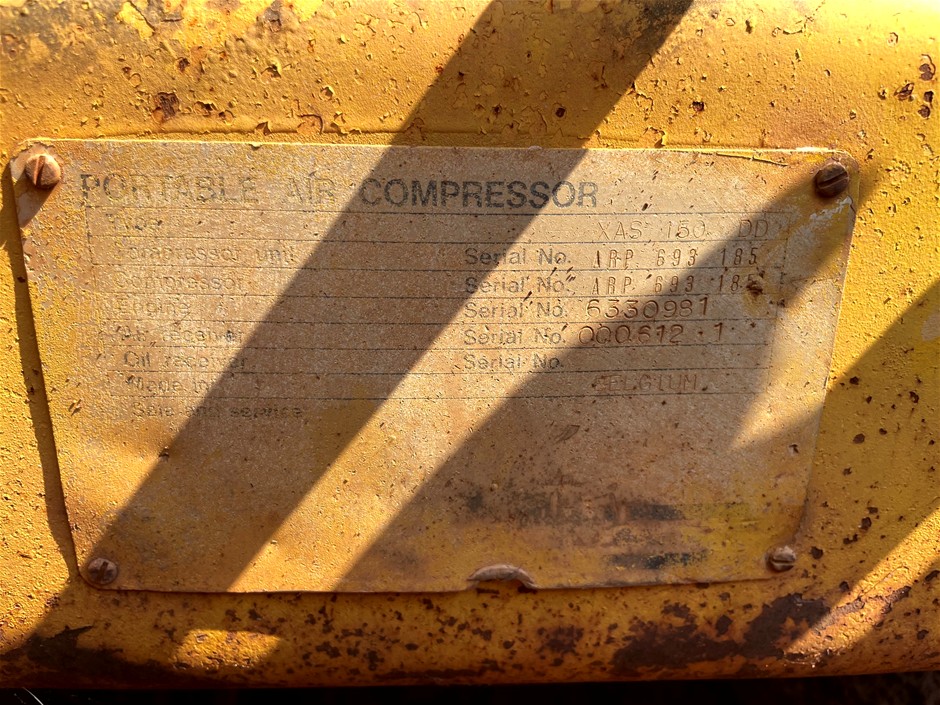 PORTABLE AIR COMPRESSOR
Type XAS 150 DD
Compressor unit Serial No. ARP 693 185
Compressor Serial No. ARP 693 185
Engine Serial No. 6330981
Air receiver Serial No. 000612 1
Oil receiver Serial No.
Made in BELGIUM
Sale and service